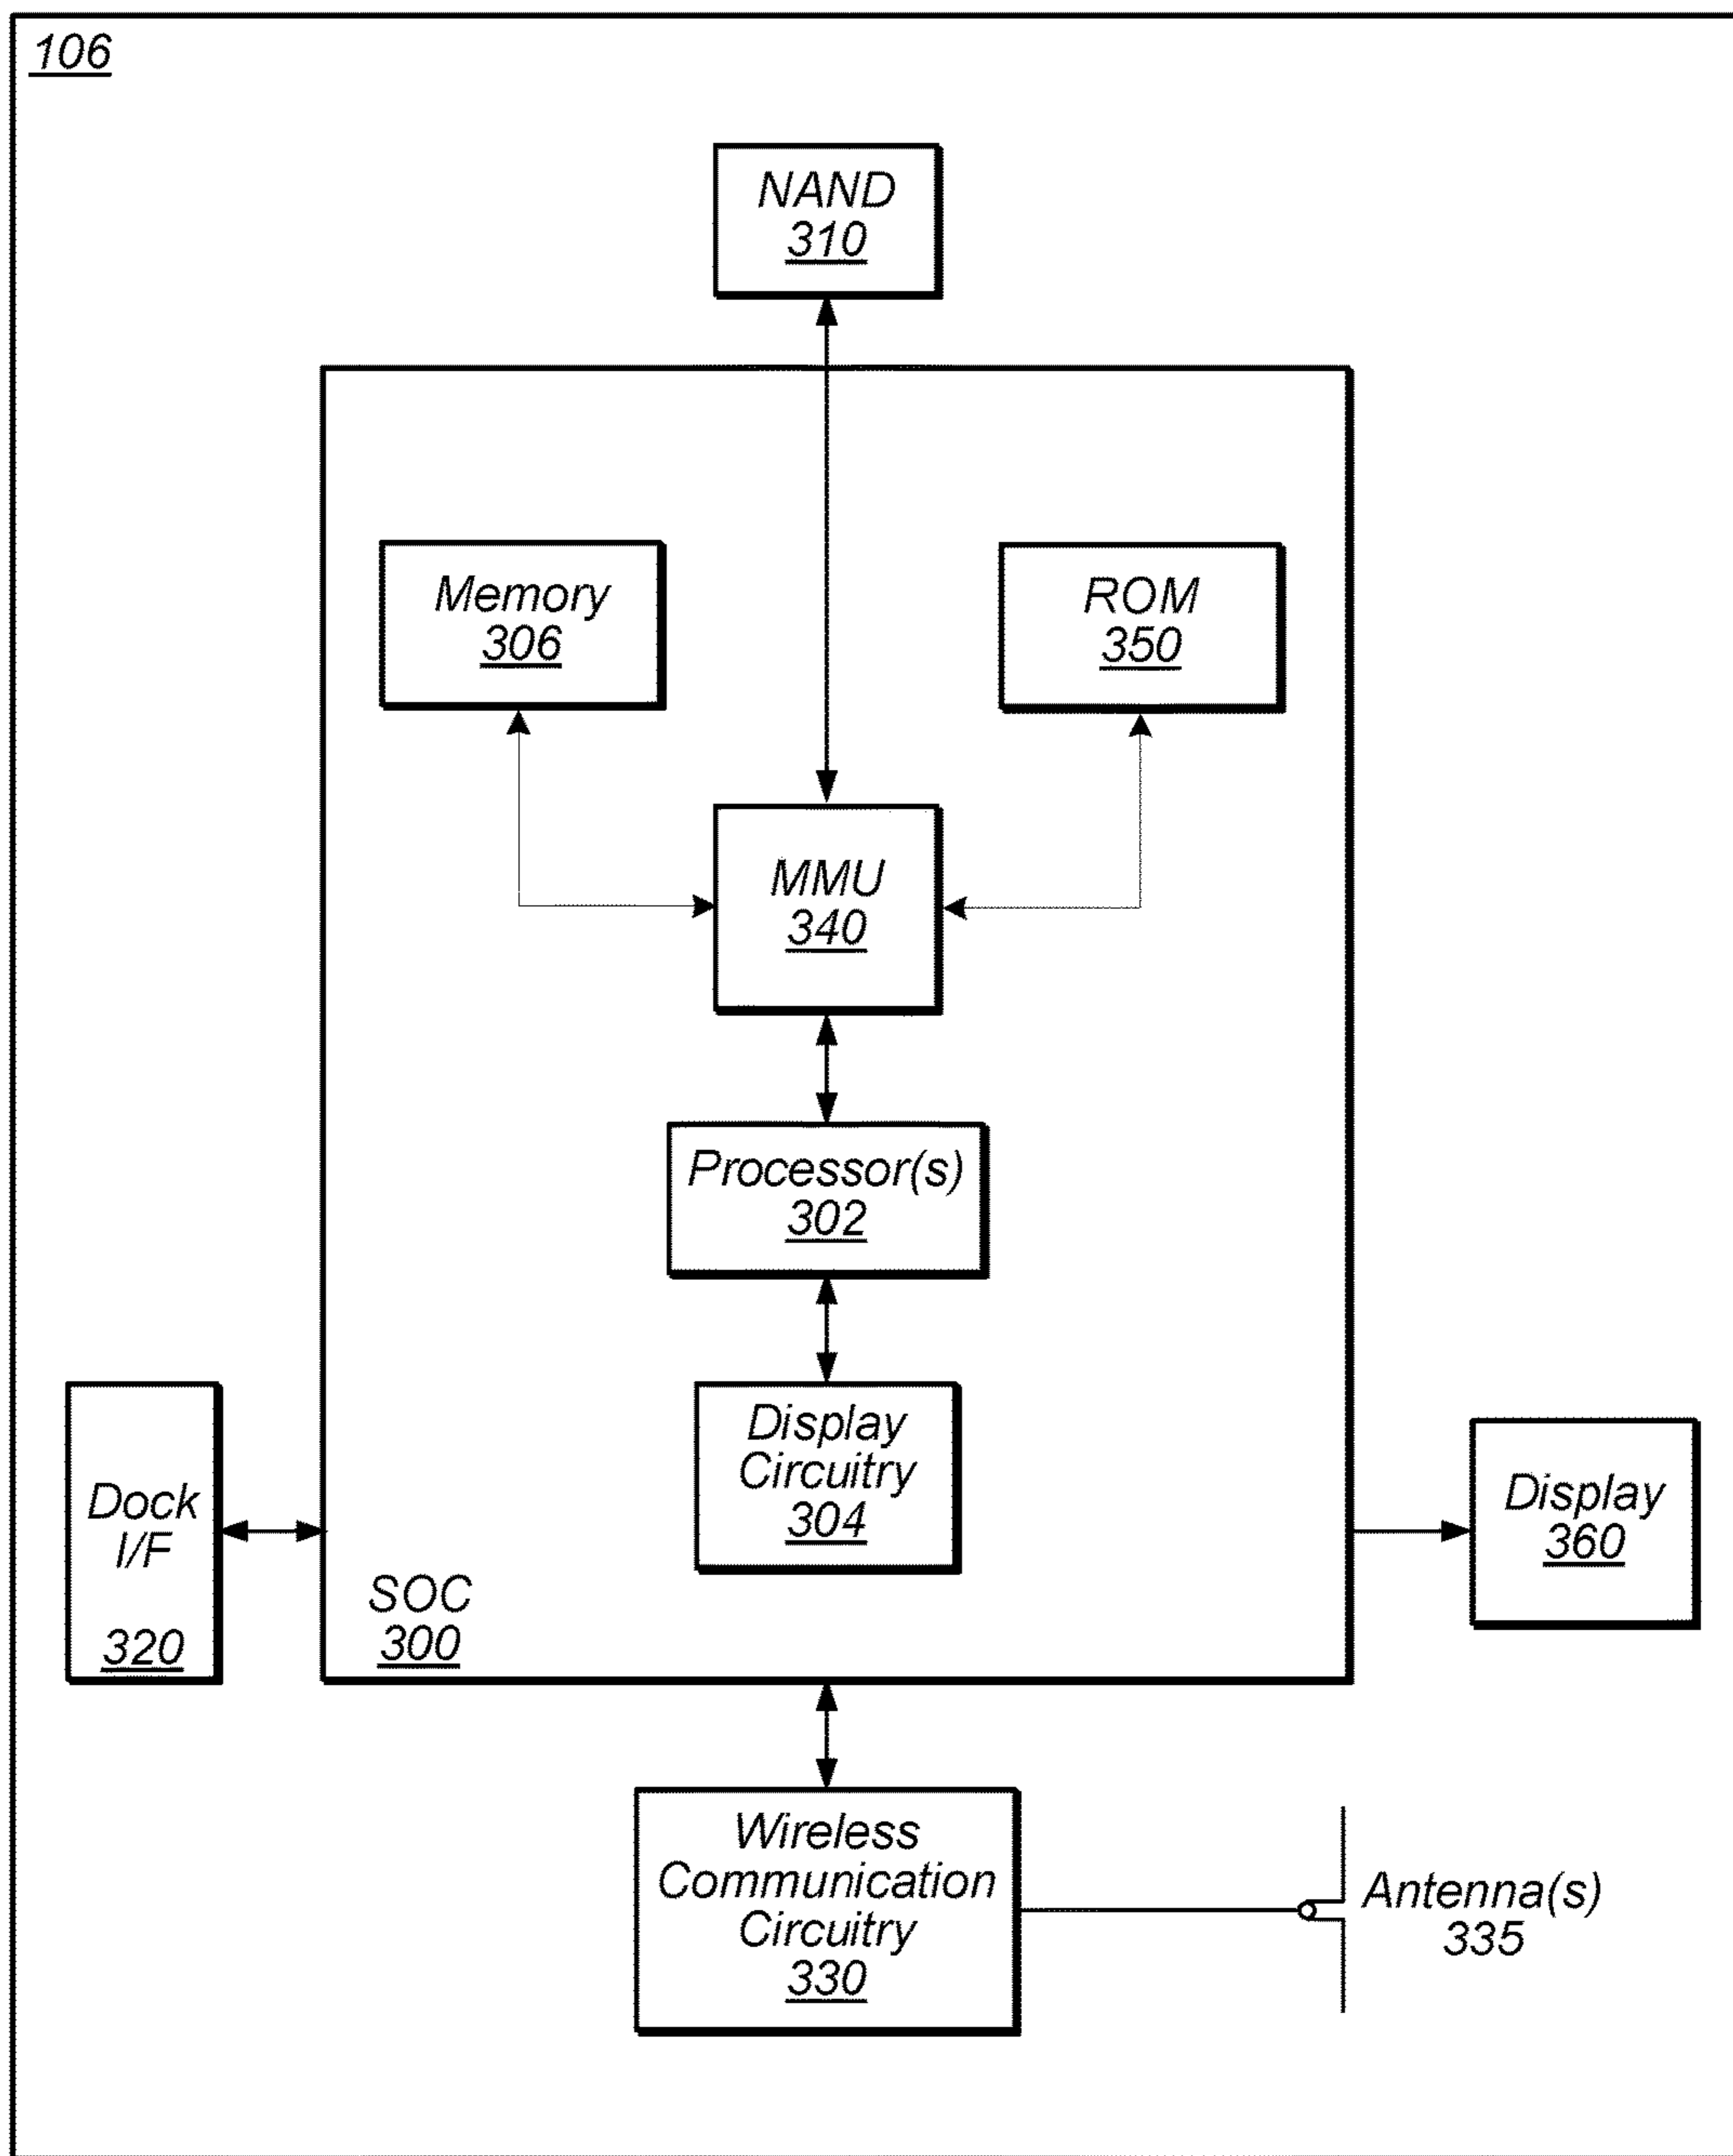 106
NAND
310
Memory
306
ROM
350
MMU
340
Processor(s)
302
Display
Circuitry
304
Dock
I/F
320
SOC
300
Display
360
Wireless
Communication
Circuitry
330
Antenna(s)
335